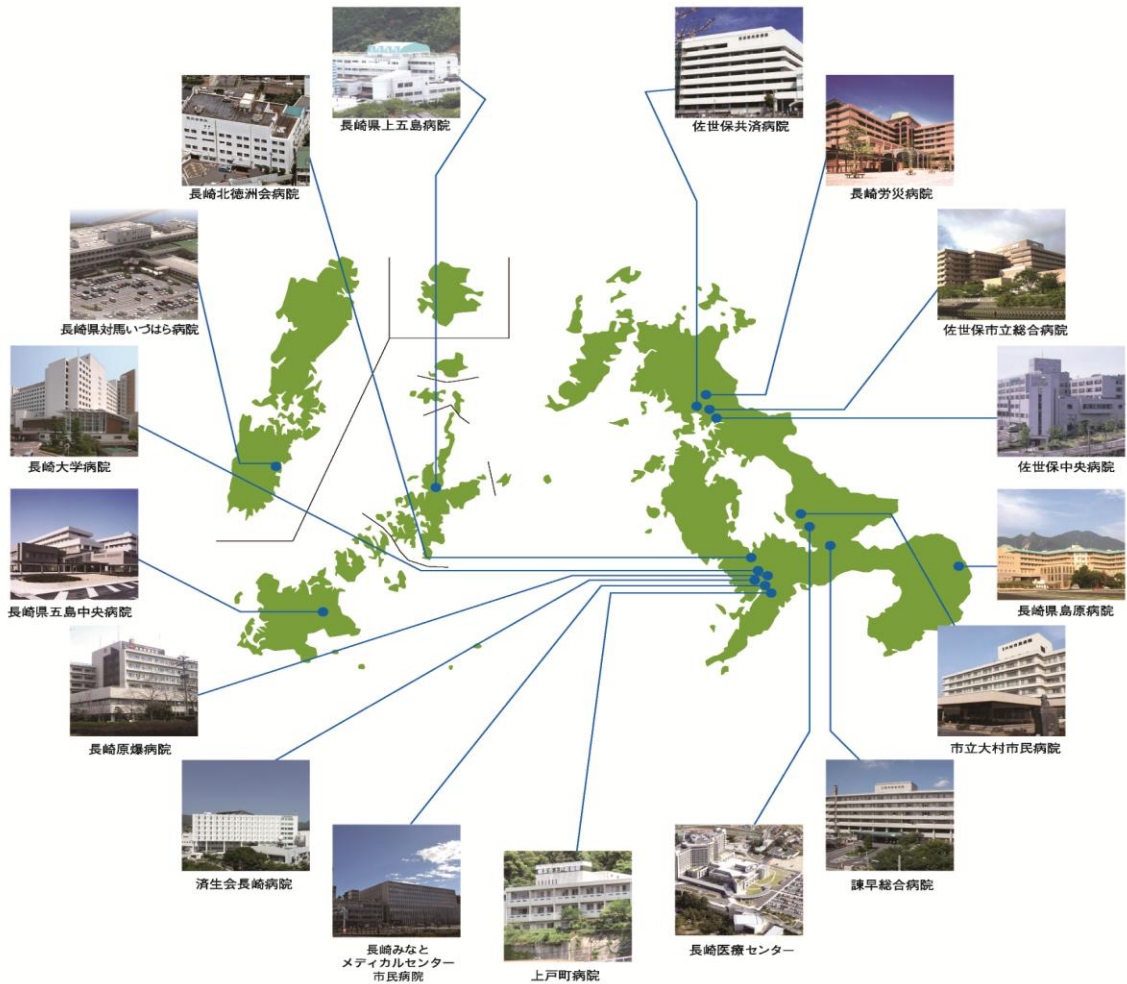 長崎県上五島病院
佐世保共済病院
長崎北徳洲会病院
長崎労災病院
長崎県対馬いづはら病院
佐世保市立総合病院
長崎大学病院
佐世保中央病院
長崎県五島中央病院
長崎県島原病院
長崎原爆病院
市立大村市民病院
済生会長崎病院
諫早総合病院
長崎みなと
メディカルセンター
市民病院
上戸町病院
長崎医療センター